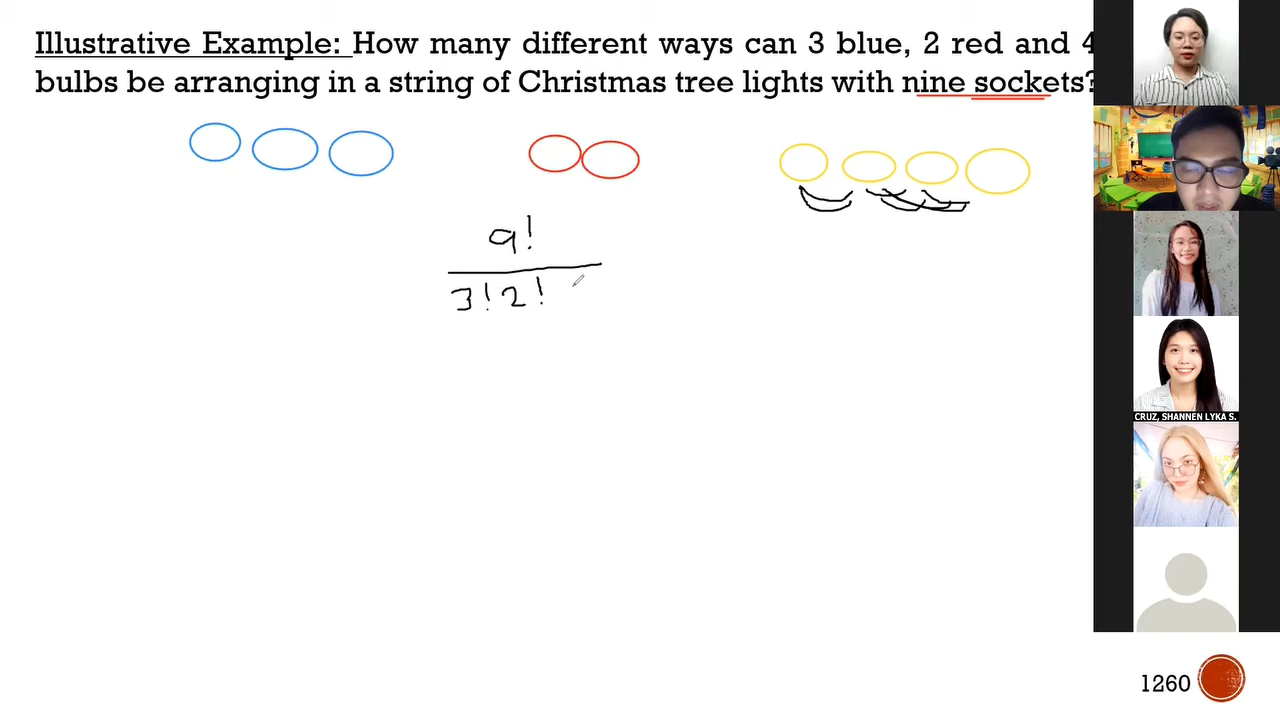 Illustrative Example: How many different ways can 3 blue, 2 red and 4
bulbs be arranging in a string of Christmas tree lights with nine sockets?
9!
3!2!
CRUZ, SHANNEN LYKA S.
1260